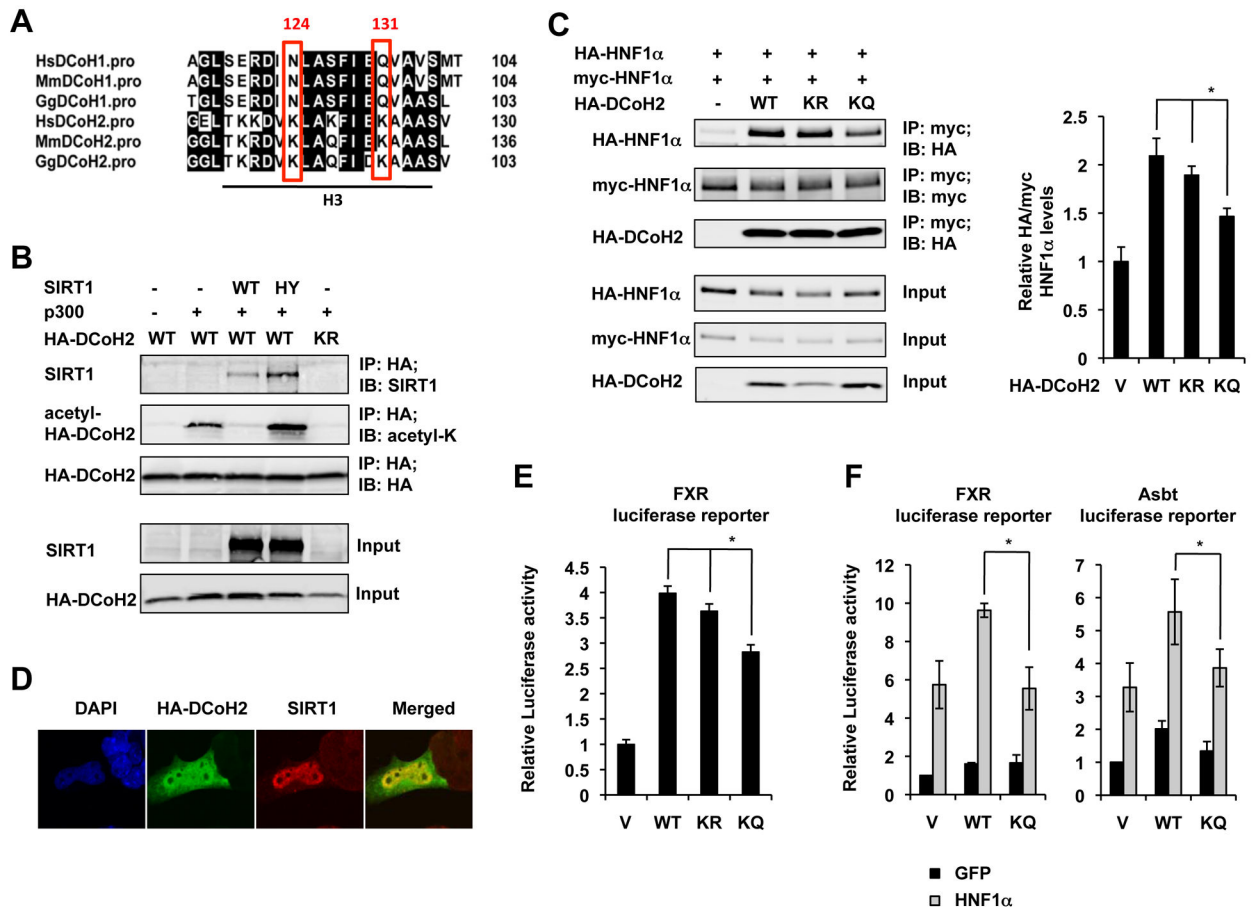 A
124 131
HsDCoH1.pro AGLSERDINLASFIEQVAVSMT 104
MmDCoH1.pro AGLSERDINLASFIEQVAVSMT 104
GgDCoH1.pro TGLSERDINLASFIEQVAASL 103
HsDCoH2.pro GELTKKDVKLAKFIEKAAASV 130
MmDCoH2.pro GGLTKRDVKLAQFIEKAAASL 136
GgDCoH2.pro GGLTKRDVKLAQFIDKAAASV 103
H3
B
SIRT1 - - WT HY -
p300 - + + + +
HA-DCoH2 WT WT WT WT KR
SIRT1 IP: HA;
IB: SIRT1
acetyl-
HA-DCoH2 IP: HA;
IB: acetyl-K
HA-DCoH2 IP: HA;
IB: HA
SIRT1 Input
HA-DCoH2 Input
C
HA-HNF1α + + + +
myc-HNF1α + + + +
HA-DCoH2 - WT KR KQ
HA-HNF1α IP: myc;
IB: HA
myc-HNF1α IP: myc;
IB: myc
HA-DCoH2 IP: myc;
IB: HA
HA-HNF1α Input
myc-HNF1α Input
HA-DCoH2 Input
Relative HA/myc
HNF1α levels
2.5
2
1.5
1
0.5
0
*
HA-DCoH2 V WT KR KQ
D
DAPI HA-DCoH2 SIRT1 Merged
E
FXR
luciferase reporter
Relative Luciferase activity
4.5
4
3.5
3
2.5
2
1.5
1
0.5
0
*
V WT KR KQ
F
FXR
luciferase reporter
Relative Luciferase activity
12
10
8
6
4
2
0
*
V WT KQ
Asbt
luciferase reporter
7
6
5
4
3
2
1
0
*
V WT KQ
GFP
HNF1α